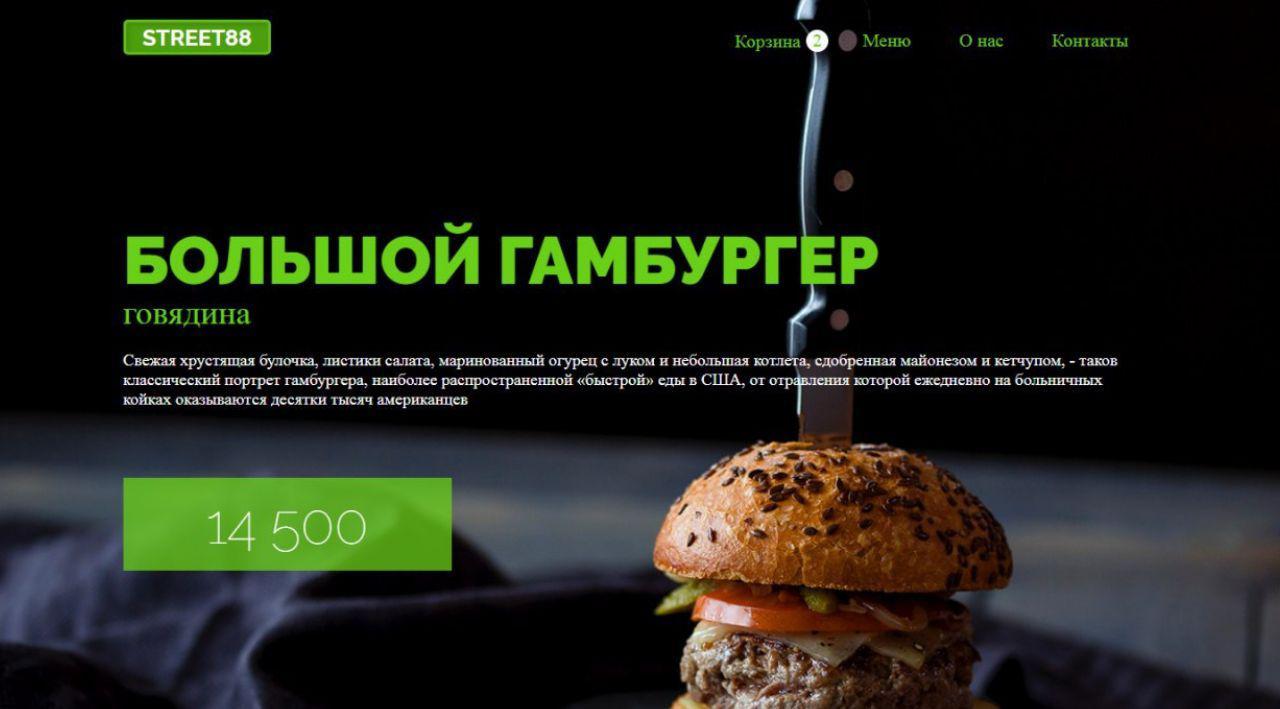 STREET88
Корзина 2 Меню О нас Контакты
БОЛЬШОЙ ГАМБУРГЕР
говядина
Свежая хрустящая булочка, листики салата, маринованный огурец с луком и небольшая котлета, сдобренная майонезом и кетчупом, - таков
классический портрет гамбургера, наиболее распространенной «быстрой» еды в США, от отравления которой ежедневно на больничных
койках оказываются десятки тысяч американцев
14 500